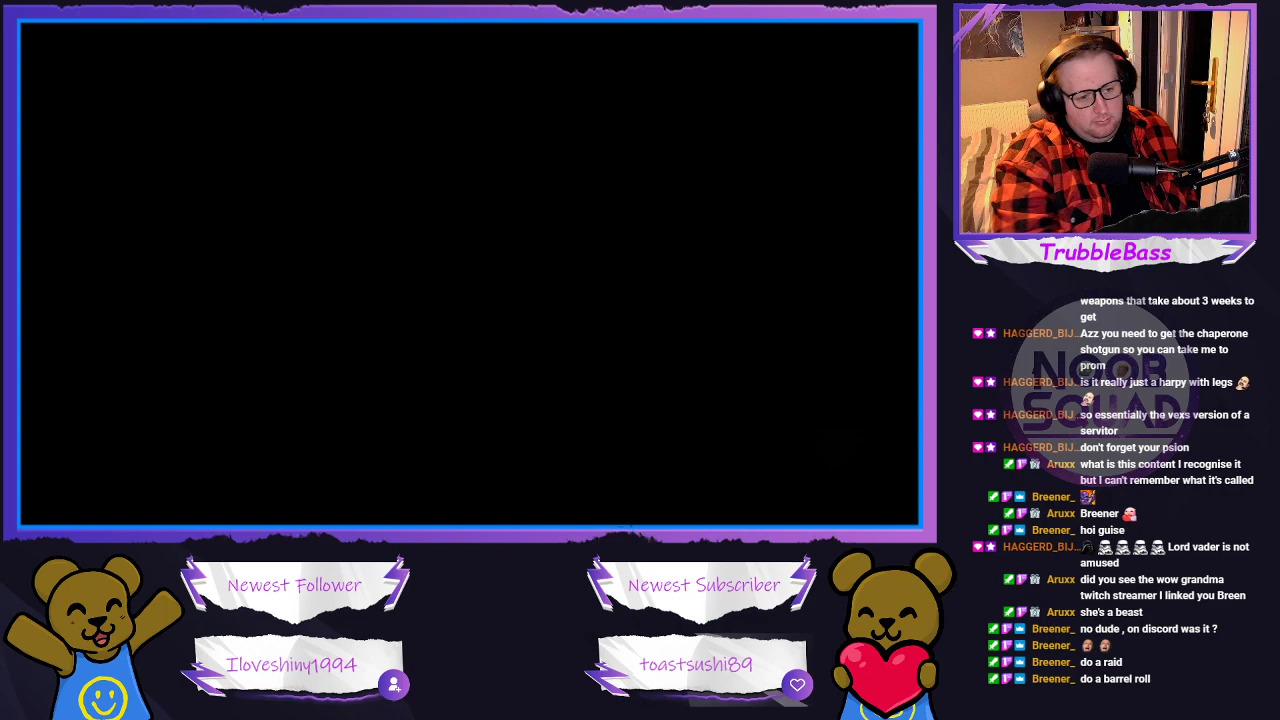 TrubbleBass
weapons that take about 3 weeks to
get
HAGGERD_BIJ... Azz you need to get the chaperone
shotgun so you can take me to
prom
HAGGERD_BIJ... is it really just a harpy with legs
HAGGERD_BIJ... so essentially the vexs version of a
servitor
HAGGERD_BIJ... don't forget your psion
Aruxx what is this content I recognise it
but I can't remember what it's called
Breener_
Aruxx Breener
Breener_ hoi guise
HAGGERD_BIJ... Lord vader is not
amused
Aruxx did you see the wow grandma
twitch streamer I linked you Breen
Aruxx she's a beast
Breener_ no dude , on discord was it ?
Breener_
Breener_ do a raid
Breener_ do a barrel roll
NOOB
SQUAD
Newest Follower
Iloveshiny1994
Newest Subscriber
toastsushi89